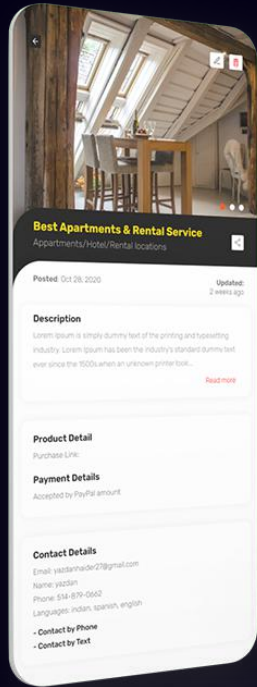 Best Apartments & Rental Service
Appartments/Hotel/Rental locations
Posted: Oct 28, 2020
Updated:
2 weeks ago
Description
Lorem Ipsum is simply dummy text of the printing and typesetting
industry. Lorem Ipsum has been the industry's standard dummy text
ever since the 1500s,when an unknown printer took...
Read more
Product Detail
Purchase Link:
Payment Details
Accepted by PayPal amount
Contact Details
Email: yazdanhaider27@gmail.com
Name: yazdan
Phone: 514-879-0662
Languages: indian, spanish, english
- Contact by Phone
- Contact by Text